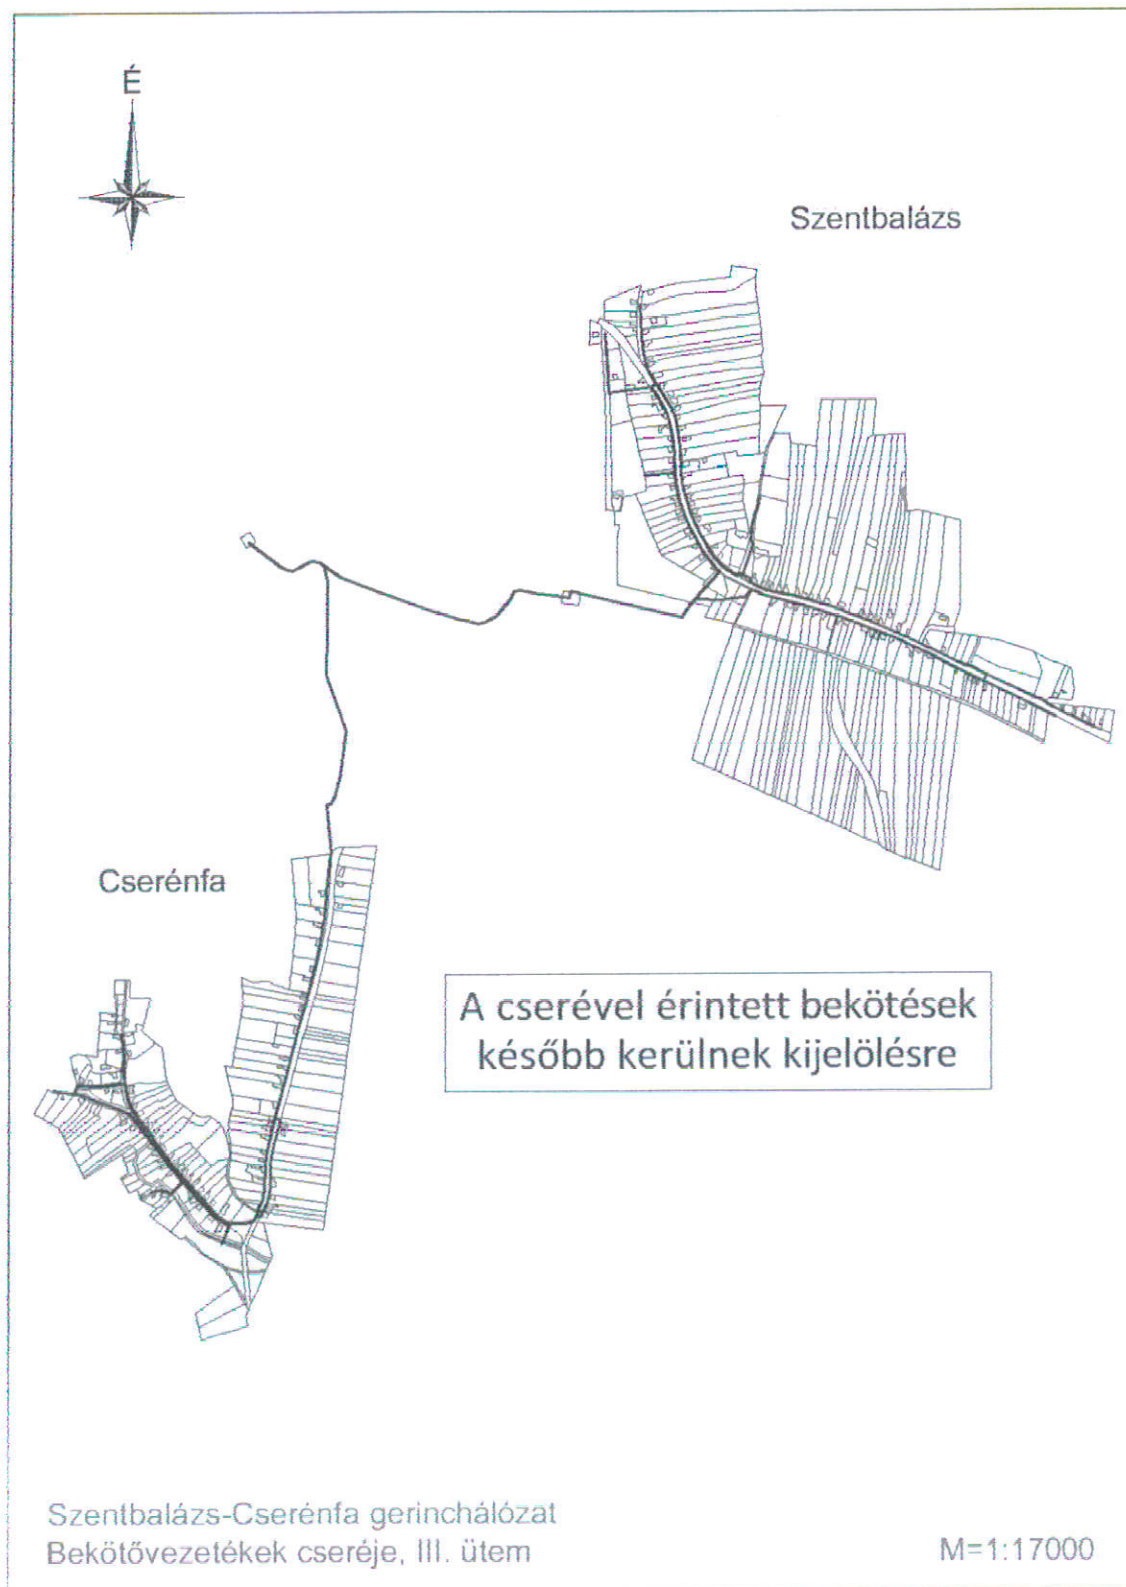 É
Szentbalázs
Cserénfa
A cserével érintett bekötések
később kerülnek kijelölésre
Szentbalázs-Cserénfa gerinchálózat
Bekötővezetékek cseréje, III. ütem
M=1:17000